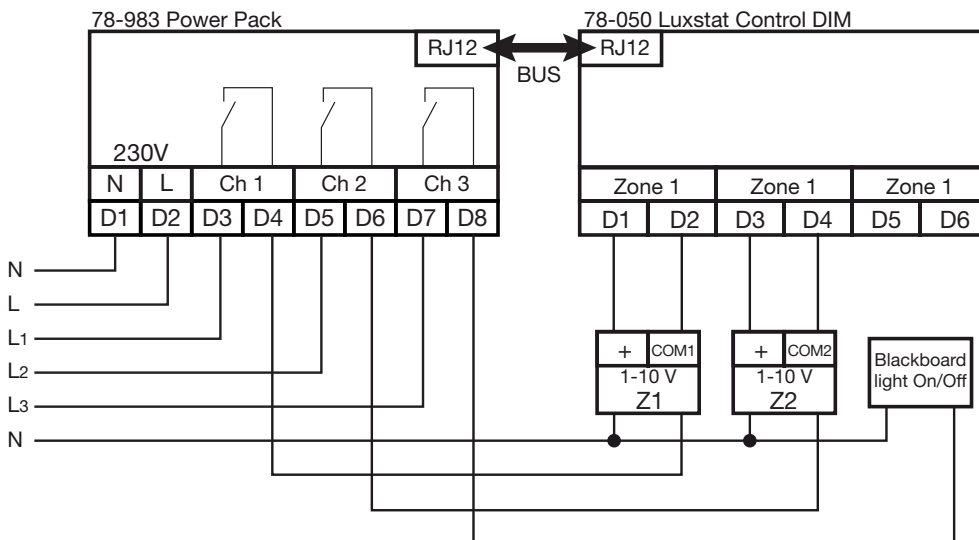 78-983 Power Pack
78-050 Luxstat Control DIM
RJ12
RJ12
BUS
230V
N L Ch 1 Ch 2 Ch 3
D1 D2 D3 D4 D5 D6 D7 D8
Zone 1 Zone 1 Zone 1
D1 D2 D3 D4 D5 D6
N
L
L1
L2
L3
N
+ COM1
1-10 V
Z1
+ COM2
1-10 V
Z2
Blackboard
light On/Off